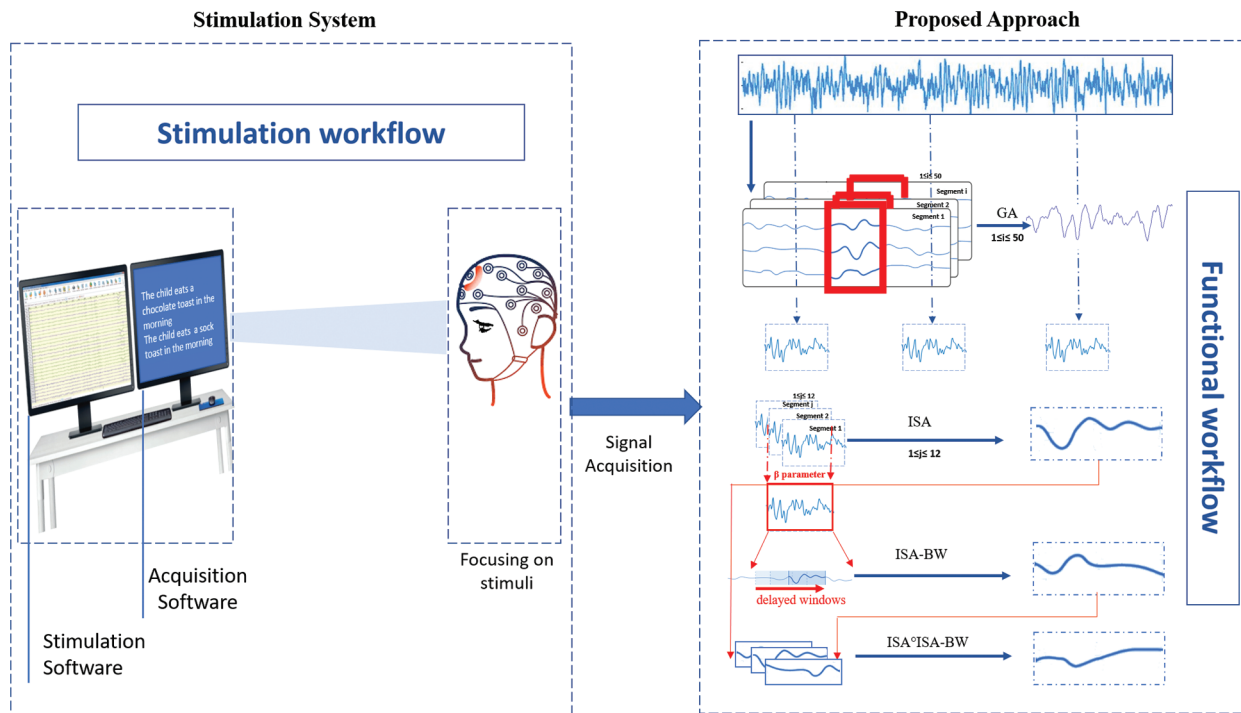 Stimulation System
Stimulation workflow
The child eats a
chocolate toast in the
morning
The child eats a sock
toast in the morning
Acquisition
Software
Stimulation
Software
Focusing on
stimuli
Signal
Acquisition
Proposed Approach
1≤i≤ 50
Segment i
Segment 2
Segment 1
GA
1≤i≤ 50
1≤j≤ 12
Segment j
Segment 2
Segment 1
ISA
1≤j≤ 12
β parameter
ISA-BW
delayed windows
ISA°ISA-BW
Functional workflow